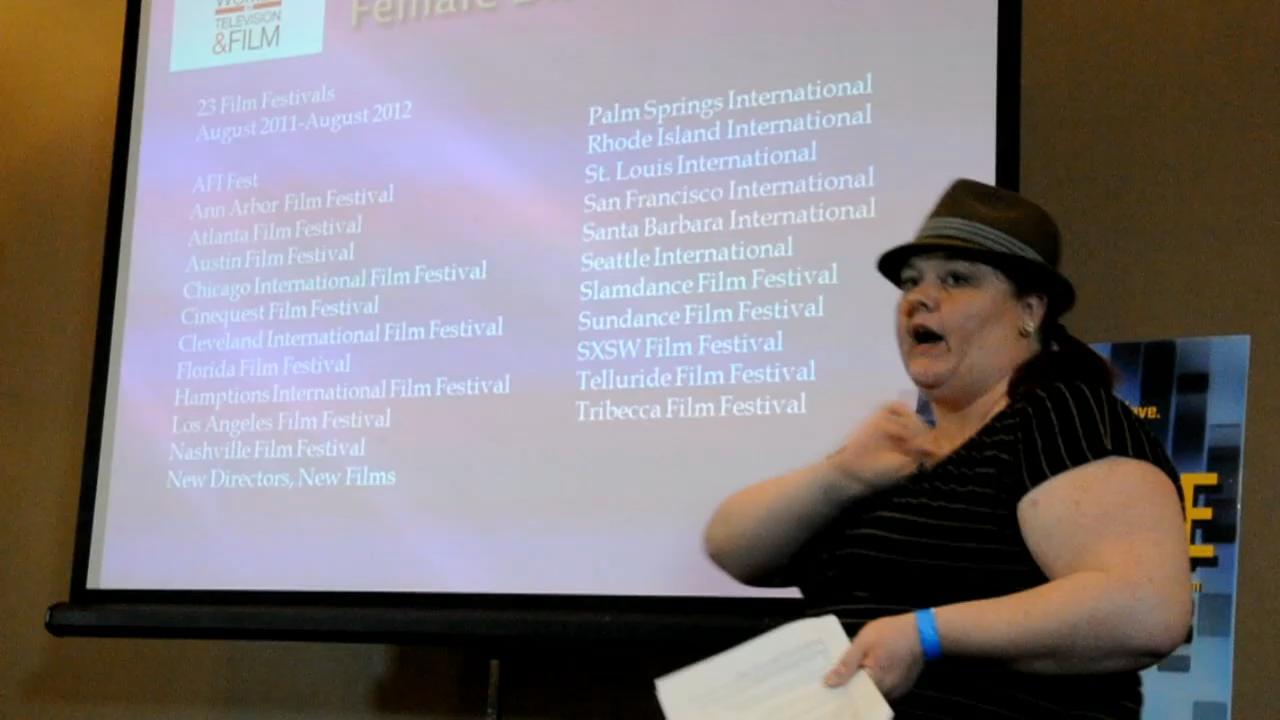 TELEVISION
&FILM
Female
23 Film Festivals
August 2011-August 2012
AFI Fest
Ann Arbor Film Festival
Atlanta Film Festival
Austin Film Festival
Chicago International Film Festival
Cinequest Film Festival
Cleveland International Film Festival
Florida Film Festival
Hamptions International Film Festival
Los Angeles Film Festival
Nashville Film Festival
New Directors, New Films
Palm Springs International
Rhode Island International
St. Louis International
San Francisco International
Santa Barbara International
Seattle International
Slamdance Film Festival
Sundance Film Festival
SXSW Film Festival
Telluride Film Festival
Tribecca Film Festival